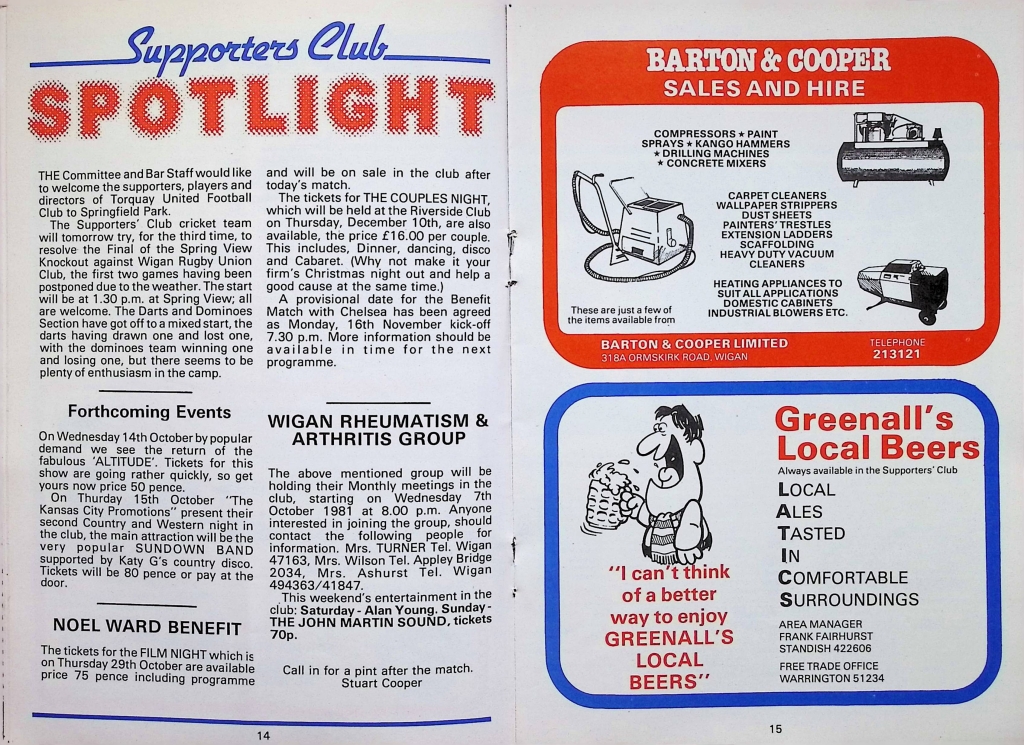 Supporters Club
SPOTLIGHT
THE Committee and Bar Staff would like
to welcome the supporters, players and
directors of Torquay United Football
Club to Springfield Park.
The Supporters' Club cricket team
will tomorrow try, for the third time, to
resolve the Final of the Spring View
Knockout against Wigan Rugby Union
Club, the first two games having been
postponed due to the weather. The start
will be at 1.30 p.m. at Spring View; all
are welcome. The Darts and Dominoes
Section have got off to a mixed start, the
darts having drawn one and lost one,
with the dominoes team winning one
and losing one, but there seems to be
plenty of enthusiasm in the camp.
Forthcoming Events
On Wednesday 14th October by popular
demand we see the return of the
fabulous 'ALTITUDE'. Tickets for this
show are going rather quickly, so get
yours now price 50 pence.
On Thurday 15th October "The
Kansas City Promotions" present their
second Country and Western night in
the club, the main attraction will be the
very popular SUNDOWN BAND
supported by Katy G's country disco.
Tickets will be 80 pence or pay at the
door.
NOEL WARD BENEFIT
The tickets for the FILM NIGHT which is
on Thursday 29th October are available
price 75 pence including programme
and will be on sale in the club after
today's match.
The tickets for THE COUPLES NIGHT,
which will be held at the Riverside Club
on Thursday, December 10th, are also
available, the price £16.00 per couple.
This includes, Dinner, dancing, disco
and Cabaret. (Why not make it your
firm's Christmas night out and help a
good cause at the same time.)
A provisional date for the Benefit
Match with Chelsea has been agreed
as Monday, 16th November kick-off
7.30 p.m. More information should be
available in time for the next
programme.
WIGAN RHEUMATISM &
ARTHRITIS GROUP
The above mentioned group will be
holding their Monthly meetings in the
club, starting on Wednesday 7th
October 1981 at 8.00 p.m. Anyone
interested in joining the group, should
contact the following people for
information. Mrs. TURNER Tel. Wigan
47163, Mrs. Wilson Tel. Appley Bridge
2034, Mrs. Ashurst Tel. Wigan
494363/41847.
This weekend's entertainment in the
club: Saturday - Alan Young. Sunday -
THE JOHN MARTIN SOUND, tickets
70p.
Call in for a pint after the match.
Stuart Cooper
14
BARTON & COOPER
SALES AND HIRE
COMPRESSORS ★ PAINT
SPRAYS ★ KANGO HAMMERS
★ DRILLING MACHINES
★ CONCRETE MIXERS
CARPET CLEANERS
WALLPAPER STRIPPERS
DUST SHEETS
PAINTERS' TRESTLES
EXTENSION LADDERS
SCAFFOLDING
HEAVY DUTY VACUUM
CLEANERS
HEATING APPLIANCES TO
SUIT ALL APPLICATIONS
DOMESTIC CABINETS
INDUSTRIAL BLOWERS ETC.
These are just a few of
the items available from
BARTON & COOPER LIMITED
318A ORMSKIRK ROAD, WIGAN
TELEPHONE
213121
Greenall's
Local Beers
Always available in the Supporters' Club
LOCAL
ALES
TASTED
IN
COMFORTABLE
SURROUNDINGS
"I can't think
of a better
way to enjoy
GREENALL'S
LOCAL
BEERS"
AREA MANAGER
FRANK FAIRHURST
STANDISH 422606
FREE TRADE OFFICE
WARRINGTON 51234
15